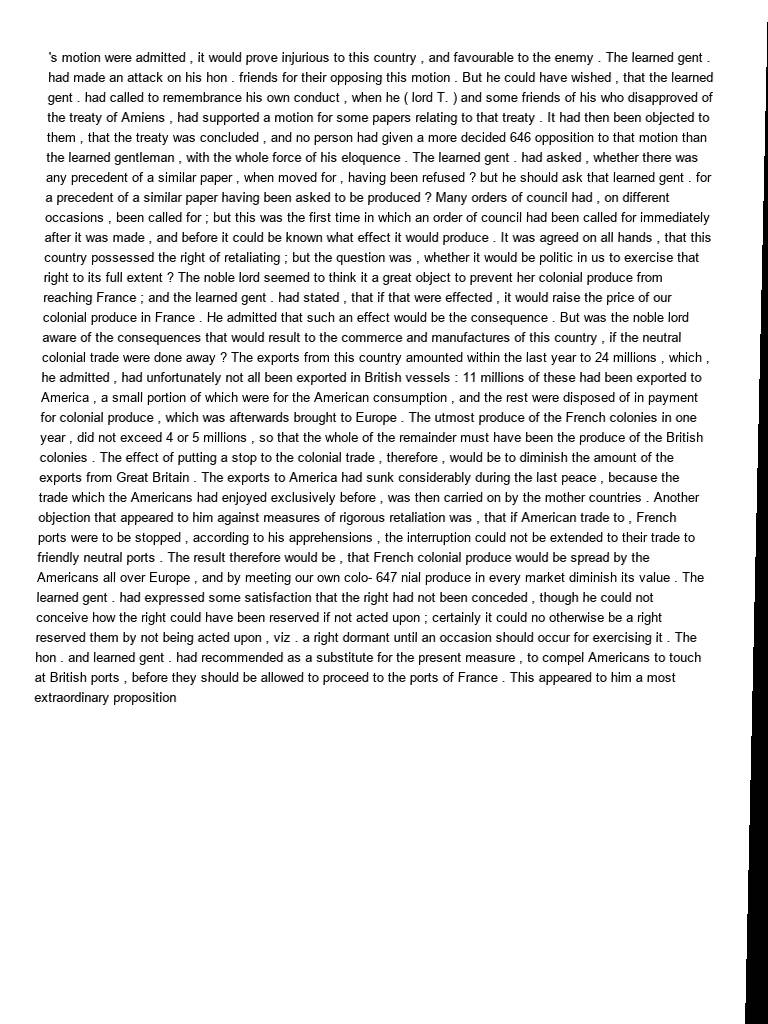 's motion were admitted , it would prove injurious to this country , and favourable to the enemy . The learned gent .
had made an attack on his hon . friends for their opposing this motion . But he could have wished , that the learned
gent . had called to remembrance his own conduct , when he ( lord T. ) and some friends of his who disapproved of
the treaty of Amiens , had supported a motion for some papers relating to that treaty . It had then been objected to
them , that the treaty was concluded , and no person had given a more decided 646 opposition to that motion than
the learned gentleman , with the whole force of his eloquence . The learned gent . had asked , whether there was
any precedent of a similar paper , when moved for , having been refused ? but he should ask that learned gent . for
a precedent of a similar paper having been asked to be produced ? Many orders of council had , on different
occasions , been called for ; but this was the first time in which an order of council had been called for immediately
after it was made , and before it could be known what effect it would produce . It was agreed on all hands , that this
country possessed the right of retaliating ; but the question was , whether it would be politic in us to exercise that
right to its full extent ? The noble lord seemed to think it a great object to prevent her colonial produce from
reaching France ; and the learned gent . had stated , that if that were effected , it would raise the price of our
colonial produce in France . He admitted that such an effect would be the consequence . But was the noble lord
aware of the consequences that would result to the commerce and manufactures of this country , if the neutral
colonial trade were done away ? The exports from this country amounted within the last year to 24 millions , which ,
he admitted , had unfortunately not all been exported in British vessels : 11 millions of these had been exported to
America , a small portion of which were for the American consumption , and the rest were disposed of in payment
for colonial produce , which was afterwards brought to Europe . The utmost produce of the French colonies in one
year , did not exceed 4 or 5 millions , so that the whole of the remainder must have been the produce of the British
colonies . The effect of putting a stop to the colonial trade , therefore , would be to diminish the amount of the
exports from Great Britain . The exports to America had sunk considerably during the last peace , because the
trade which the Americans had enjoyed exclusively before , was then carried on by the mother countries . Another
objection that appeared to him against measures of rigorous retaliation was , that if American trade to , French
ports were to be stopped , according to his apprehensions , the interruption could not be extended to their trade to
friendly neutral ports . The result therefore would be , that French colonial produce would be spread by the
Americans all over Europe , and by meeting our own colo- 647 nial produce in every market diminish its value . The
learned gent . had expressed some satisfaction that the right had not been conceded , though he could not
conceive how the right could have been reserved if not acted upon ; certainly it could no otherwise be a right
reserved them by not being acted upon , viz . a right dormant until an occasion should occur for exercising it . The
hon . and learned gent . had recommended as a substitute for the present measure , to compel Americans to touch
at British ports , before they should be allowed to proceed to the ports of France . This appeared to him a most
extraordinary proposition